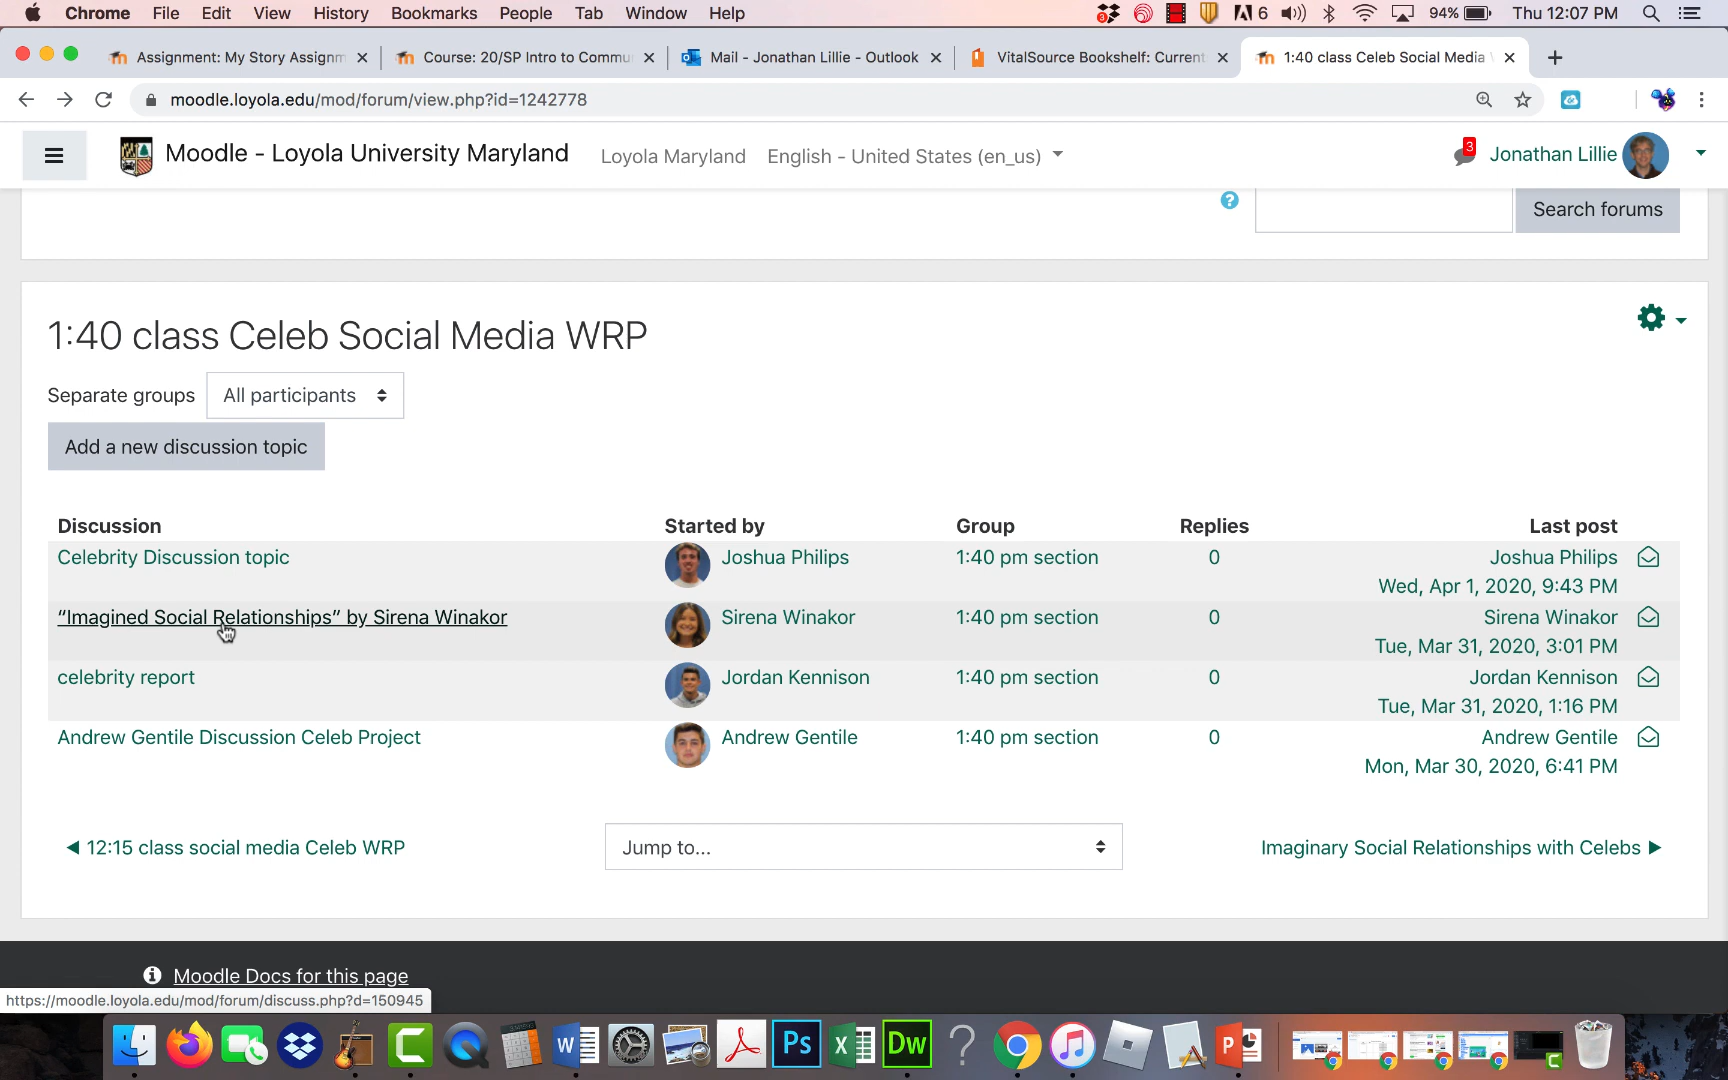 Chrome File Edit View History Bookmarks People Tab Window Help 3 6 94% Thu 12:07 PM
Assignment: My Story Assignm Course: 20/SP Intro to Commu Mail - Jonathan Lillie - Outlook VitalSource Bookshelf: Current 1:40 class Celeb Social Media
moodle.loyola.edu/mod/forum/view.php?id=1242778
Moodle - Loyola University Maryland Loyola Maryland English - United States (en_us) 3 Jonathan Lillie
? Search forums
1:40 class Celeb Social Media WRP
Separate groups All participants
Add a new discussion topic
Discussion Started by Group Replies Last post
Celebrity Discussion topic Joshua Philips 1:40 pm section 0 Joshua Philips
Wed, Apr 1, 2020, 9:43 PM
“Imagined Social Relationships” by Sirena Winakor Sirena Winakor 1:40 pm section 0 Sirena Winakor
Tue, Mar 31, 2020, 3:01 PM
celebrity report Jordan Kennison 1:40 pm section 0 Jordan Kennison
Tue, Mar 31, 2020, 1:16 PM
Andrew Gentile Discussion Celeb Project Andrew Gentile 1:40 pm section 0 Andrew Gentile
Mon, Mar 30, 2020, 6:41 PM
◀ 12:15 class social media Celeb WRP Jump to... Imaginary Social Relationships with Celebs ▶
Moodle Docs for this page
https://moodle.loyola.edu/mod/forum/discuss.php?d=150945
C W Ps X Dw ? P